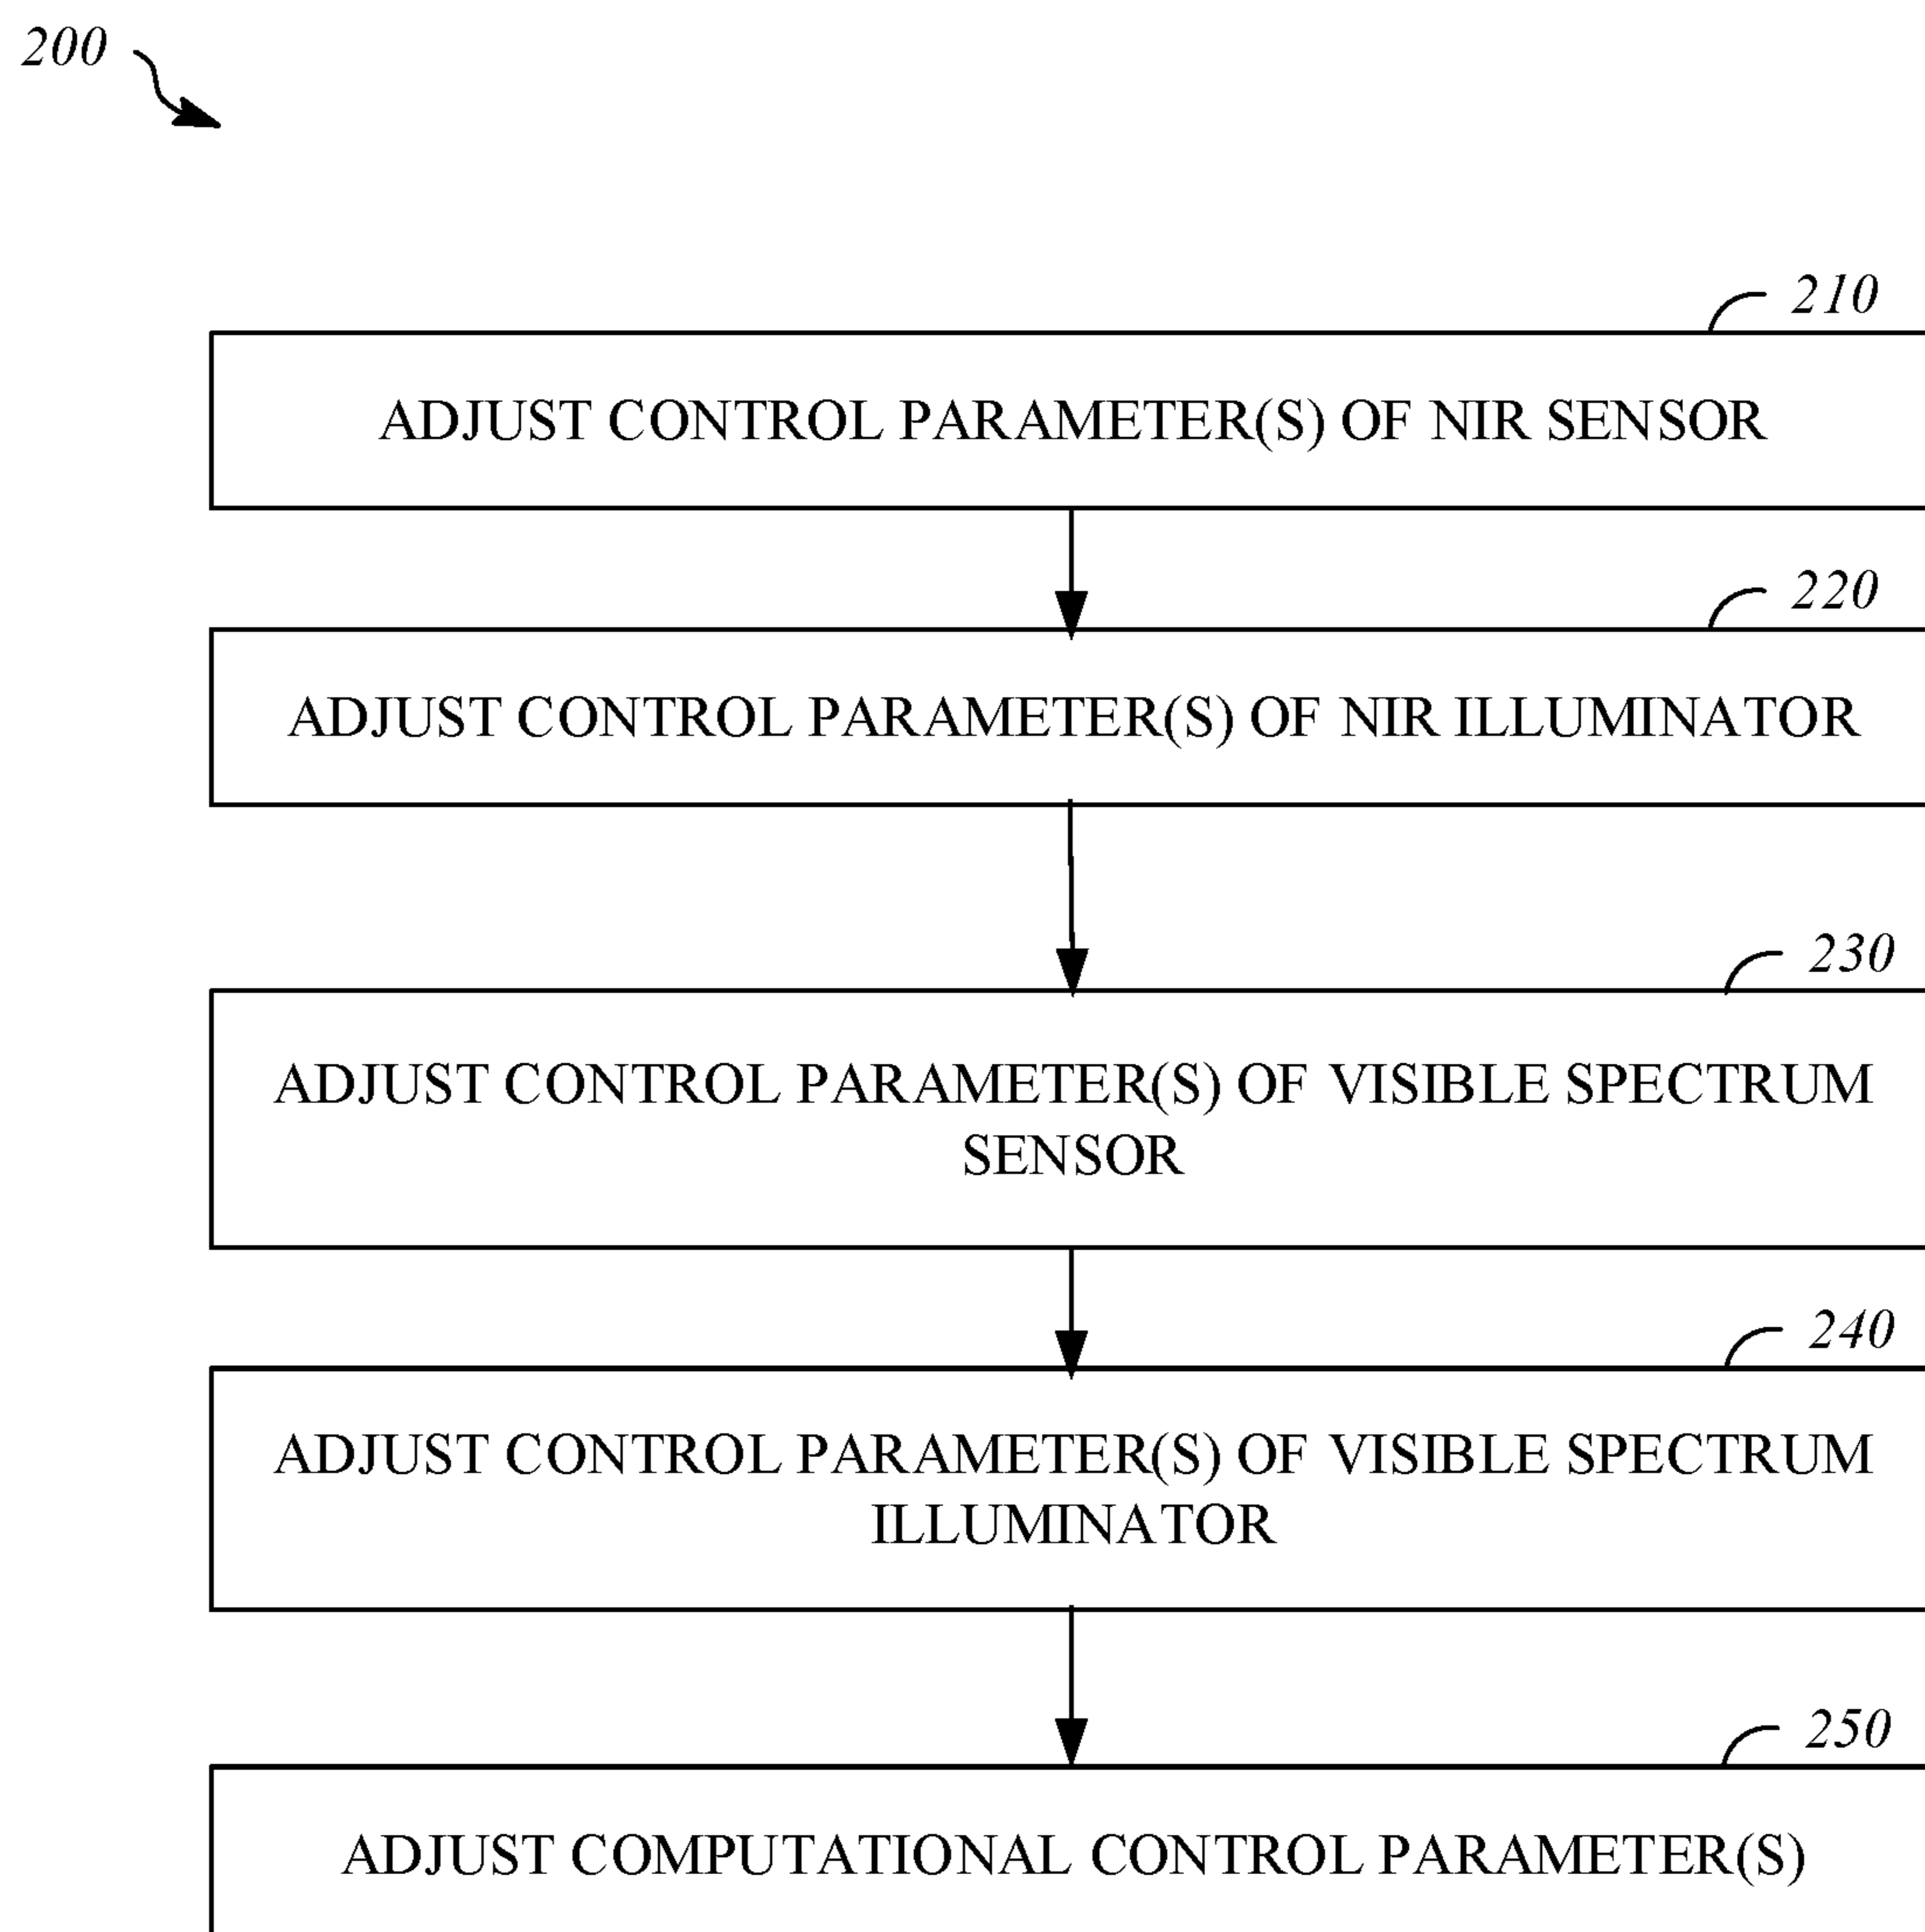 200
210
ADJUST CONTROL PARAMETER(S) OF NIR SENSOR
220
ADJUST CONTROL PARAMETER(S) OF NIR ILLUMINATOR
230
ADJUST CONTROL PARAMETER(S) OF VISIBLE SPECTRUM
SENSOR
240
ADJUST CONTROL PARAMETER(S) OF VISIBLE SPECTRUM
ILLUMINATOR
250
ADJUST COMPUTATIONAL CONTROL PARAMETER(S)